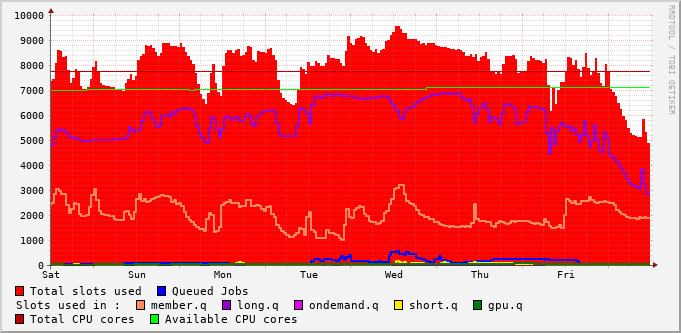 10000
9000
8000
7000
6000
5000
4000
3000
2000
1000
0
Sat Sun Mon Tue Wed Thu Fri
RRDTOOL / TOBI OETIKER
Total slots used Queued Jobs
Slots used in : member.q long.q ondemand.q short.q gpu.q
Total CPU cores Available CPU cores